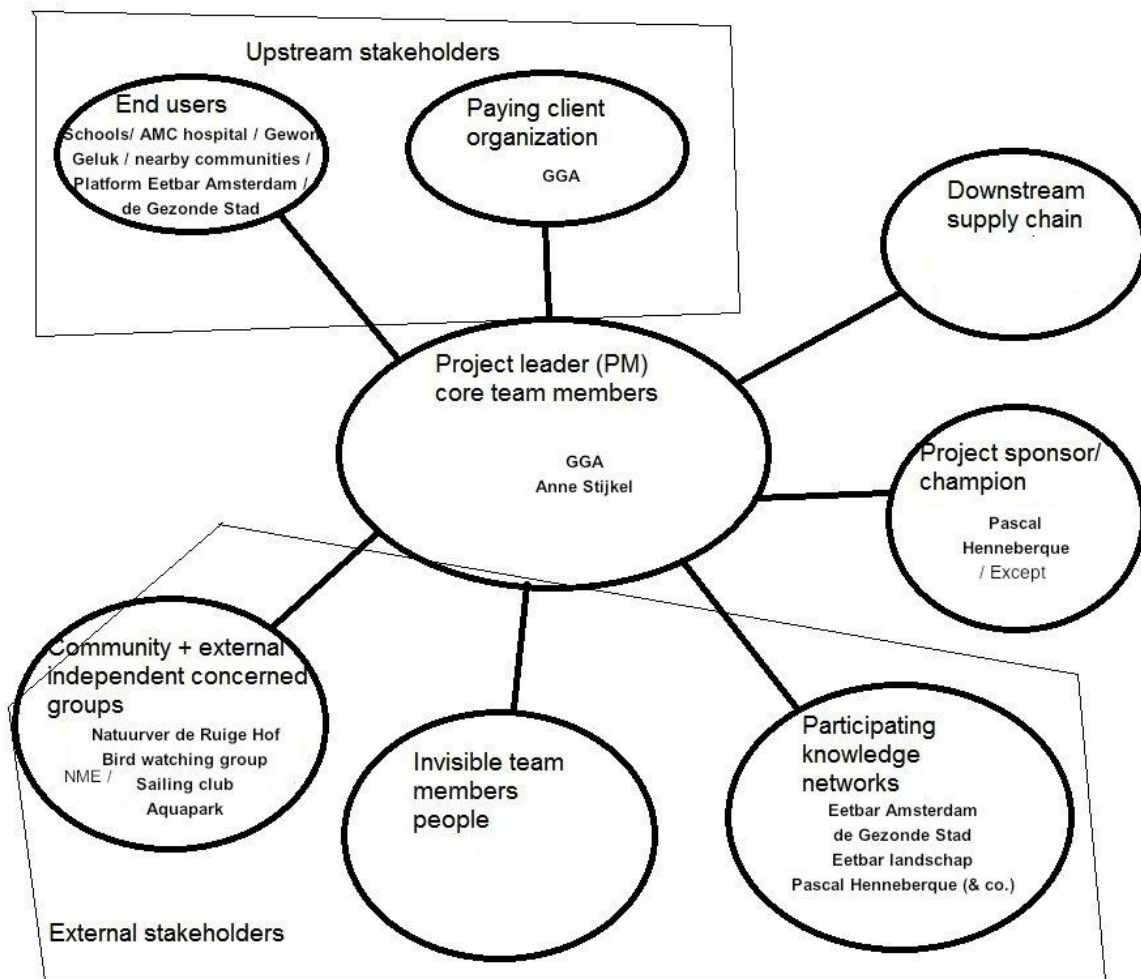 Upstream stakeholders
End users
Schools/ AMC hospital / Gewon
Geluk / nearby communities /
Platform Eetbar Amsterdam /
de Gezonde Stad
Paying client
organization
GGA
Downstream
supply chain
Project leader (PM)
core team members
GGA
Anne Stijkel
Project sponsor/
champion
Pascal
Henneberque
/ Except
Community + external
independent concerned
groups
Natuurver de Ruige Hof
Bird watching group
NME / Sailing club
Aquapark
Invisible team
members
people
Participating
knowledge
networks
Eetbar Amsterdam
de Gezonde Stad
Eetbar landschap
Pascal Henneberque (& co.)
External stakeholders